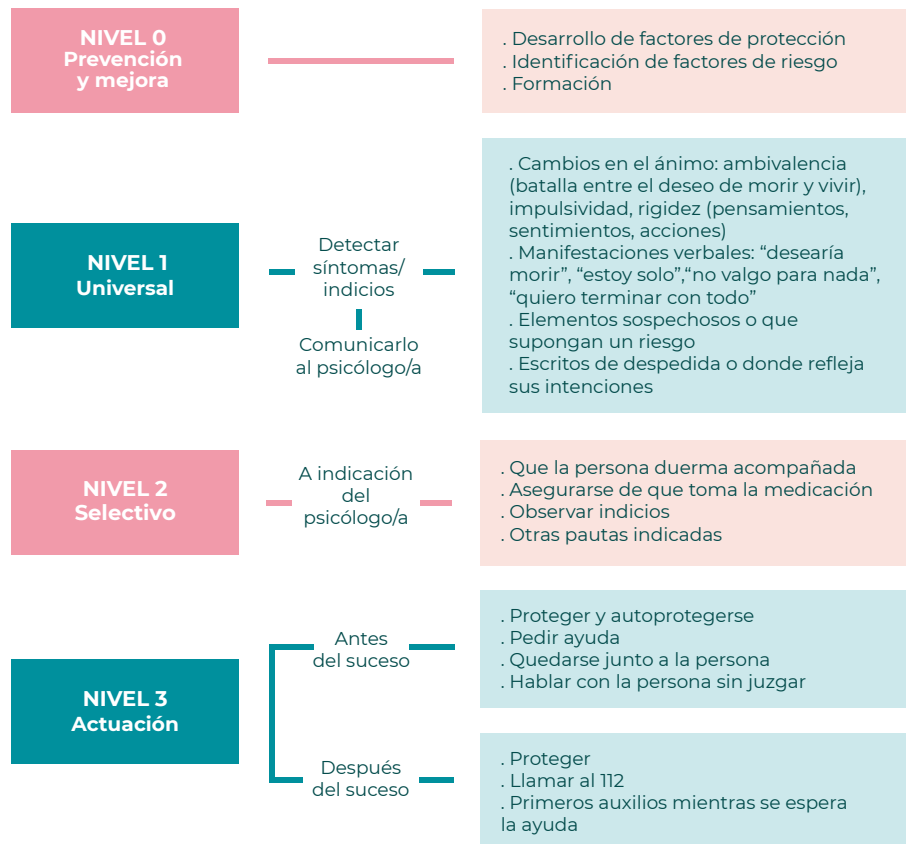 NIVEL 0
Prevención
y mejora
. Desarrollo de factores de protección
. Identificación de factores de riesgo
. Formación
NIVEL 1
Universal
Detectar
síntomas/
indicios
Comunicarlo
al psicólogo/a
. Cambios en el ánimo: ambivalencia
(batalla entre el deseo de morir y vivir),
impulsividad, rigidez (pensamientos,
sentimientos, acciones)
. Manifestaciones verbales: “desearía
morir”, “estoy solo”,“no valgo para nada”,
“quiero terminar con todo”
. Elementos sospechosos o que
supongan un riesgo
. Escritos de despedida o donde refleja
sus intenciones
NIVEL 2
Selectivo
A indicación
del
psicólogo/a
. Que la persona duerma acompañada
. Asegurarse de que toma la medicación
. Observar indicios
. Otras pautas indicadas
NIVEL 3
Actuación
Antes
del suceso
. Proteger y autoprotegerse
. Pedir ayuda
. Quedarse junto a la persona
. Hablar con la persona sin juzgar
Después
del suceso
. Proteger
. Llamar al 112
. Primeros auxilios mientras se espera
la ayuda